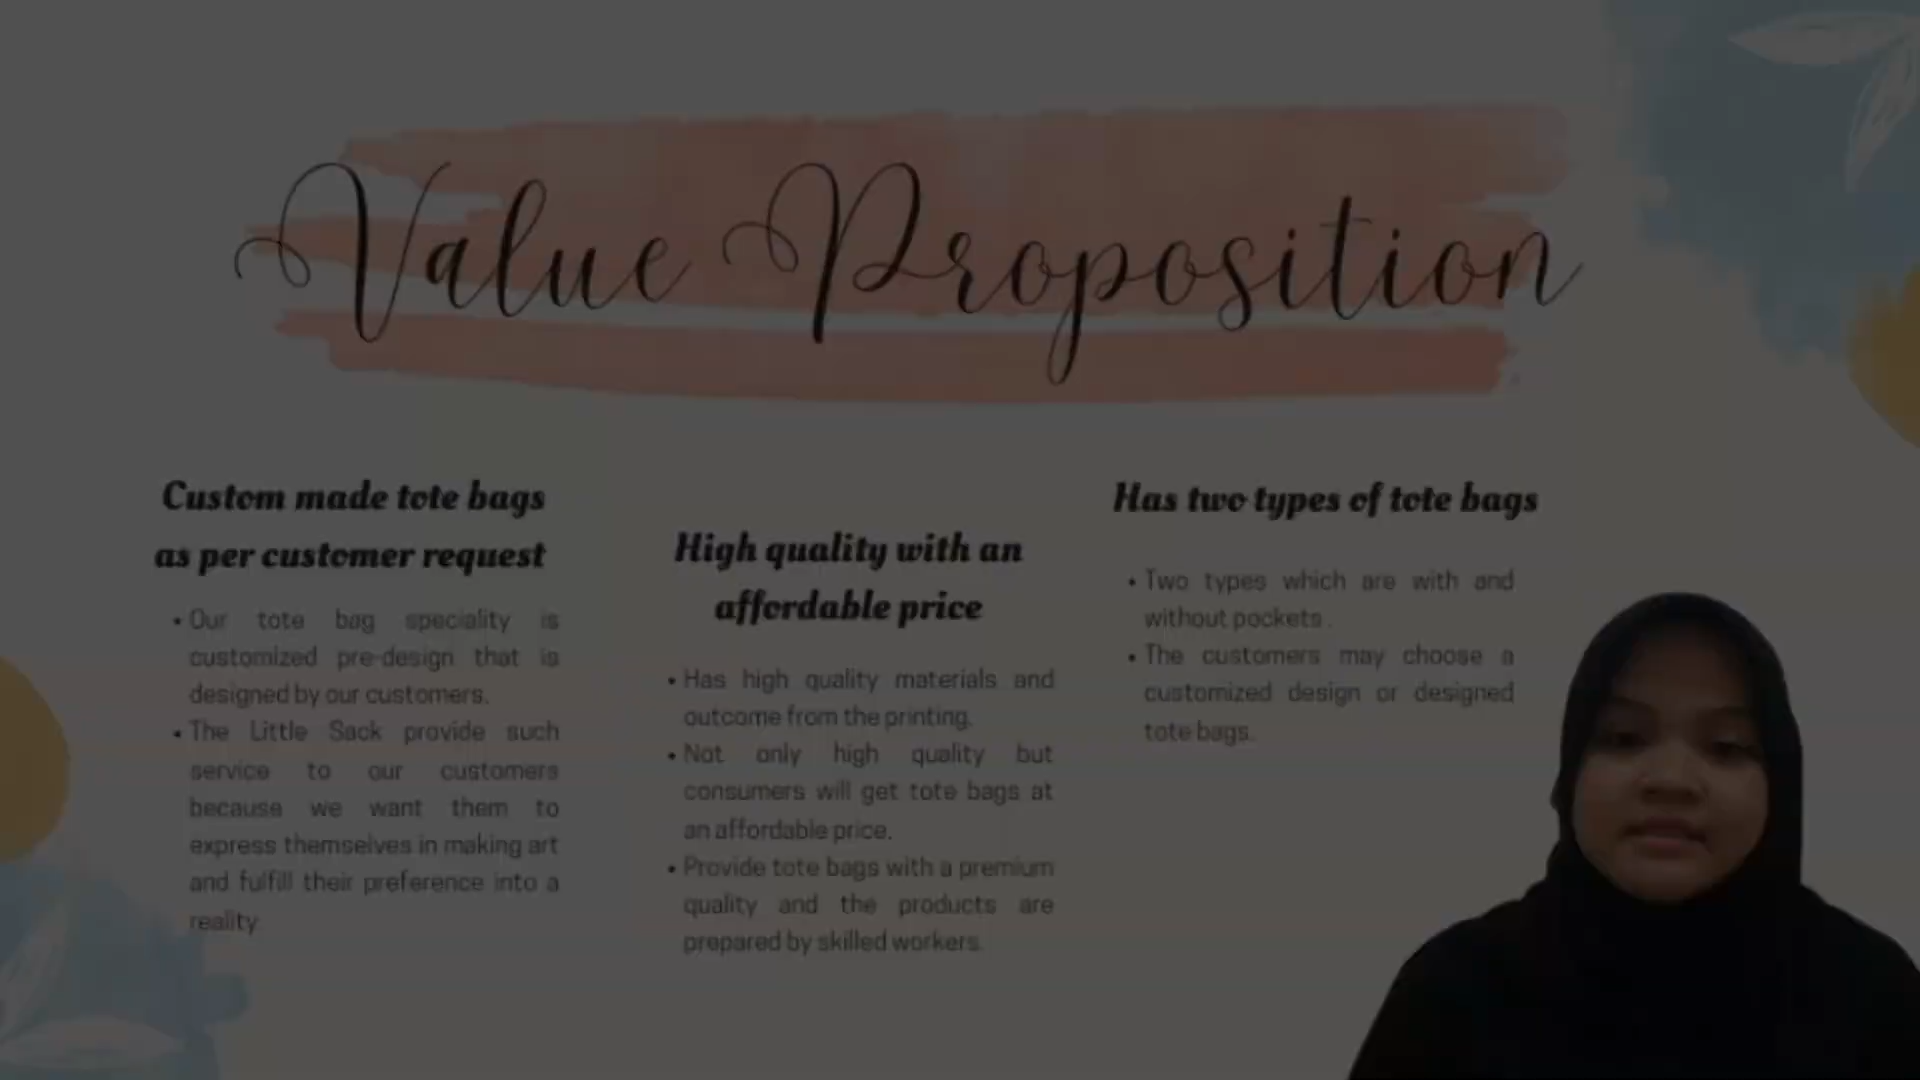 Value Proposition
Custom made tote bags
as per customer request
• Our tote bag speciality is
customized pre-design that is
designed by our customers.
• The Little Sack provide such
service to our customers
because we want them to
express themselves in making art
and fulfill their preference into a
reality.
High quality with an
affordable price
• Has high quality materials and
outcome from the printing.
• Not only high quality but
consumers will get tote bags at
an affordable price.
• Provide tote bags with a premium
quality and the products are
prepared by skilled workers.
Has two types of tote bags
• Two types which are with and
without pockets .
• The customers may choose a
customized design or designed
tote bags.